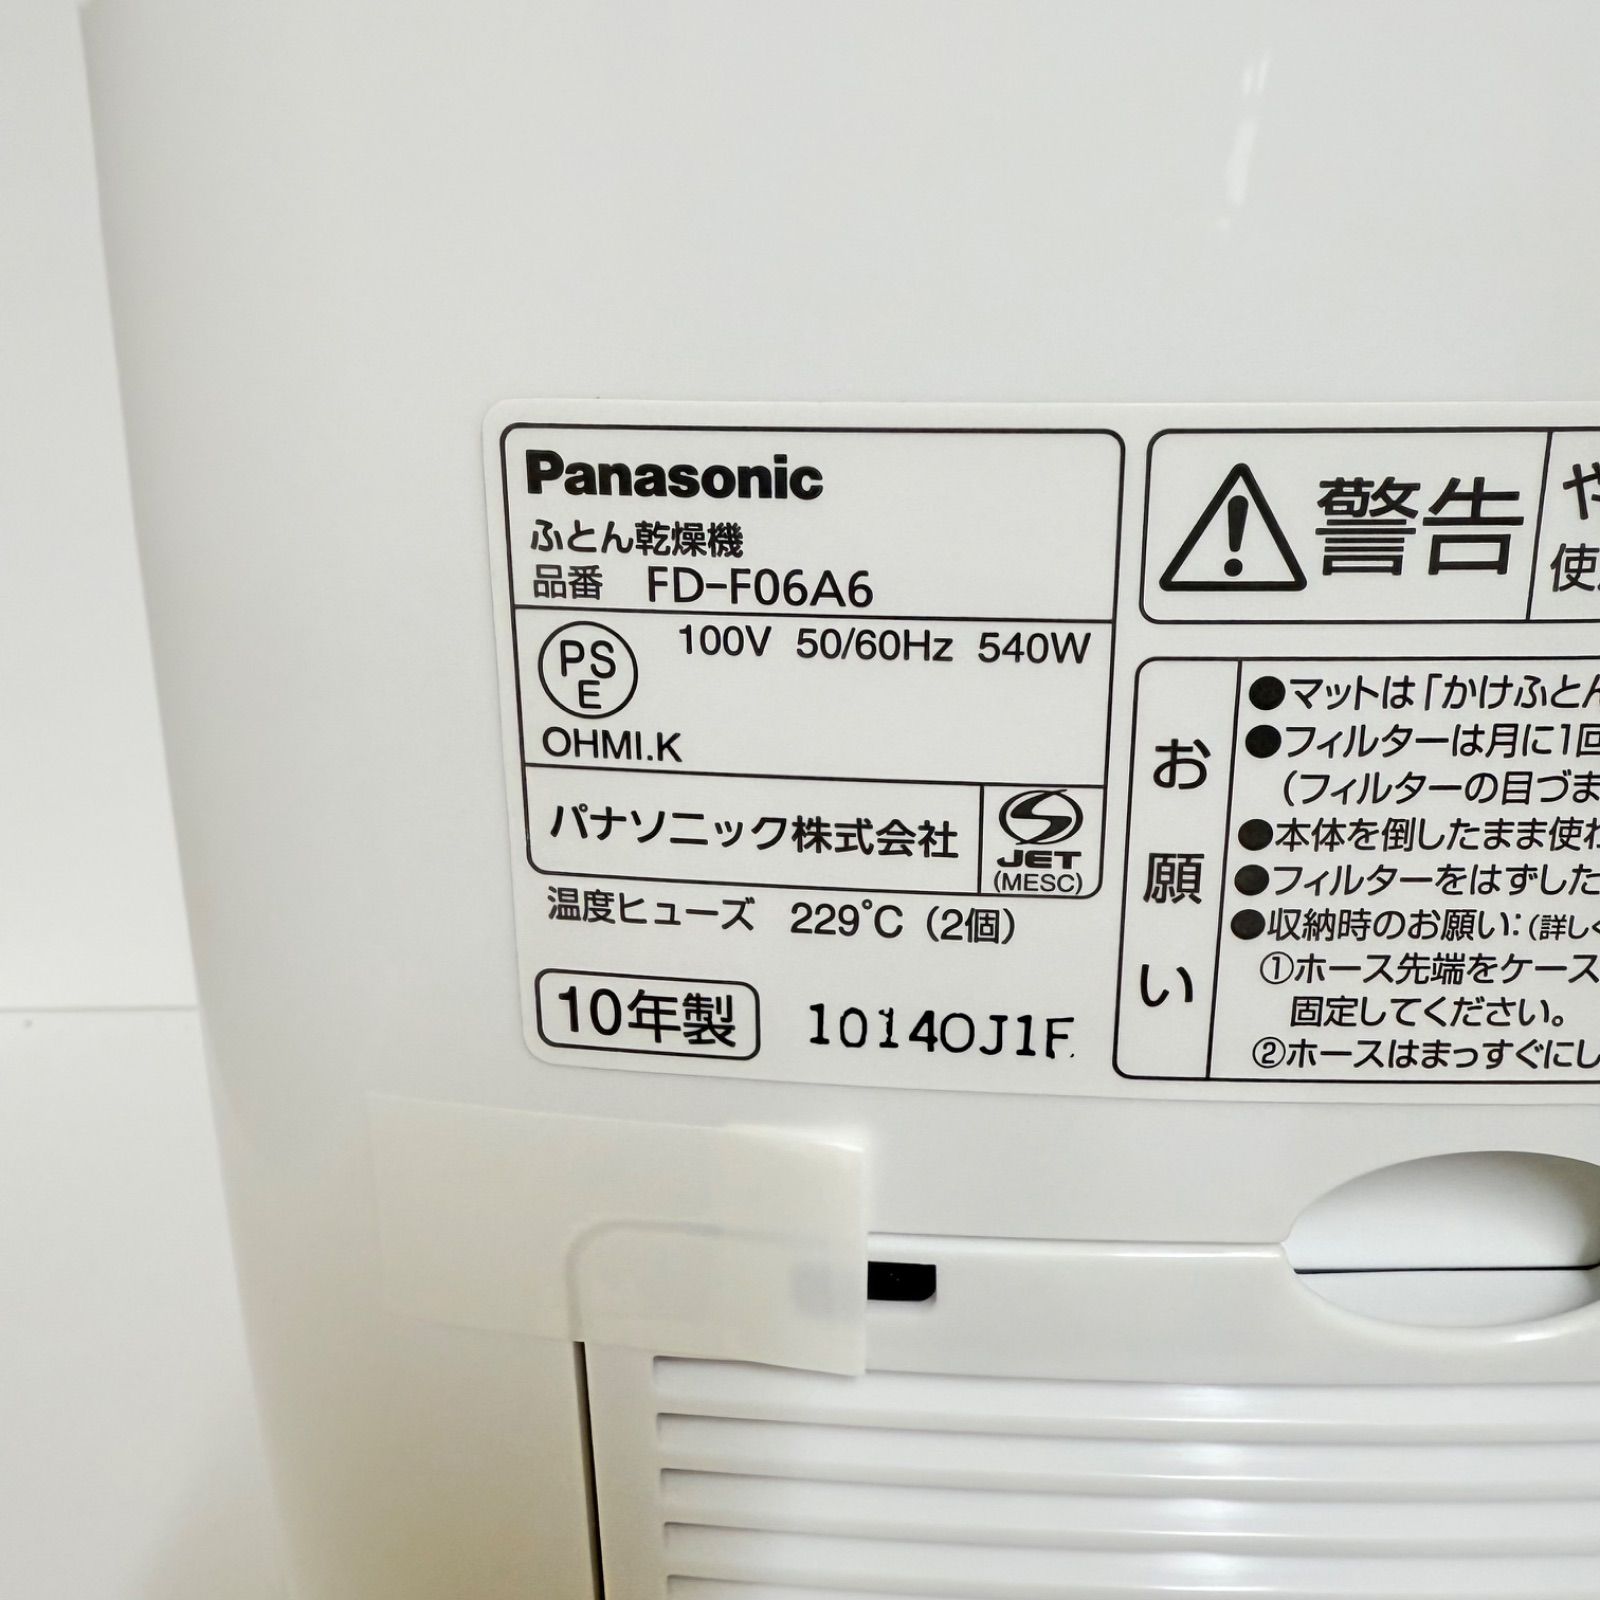 Panasonic
ふとん乾燥機
品番 FD-F06A6
PS
E
100V 50/60Hz 540W
OHMI.K
パナソニック株式会社
JET
(MESC)
温度ヒューズ 229℃ (2個)
10年製 10140J1F
警告
や
使
お願い
●マットは「かけふとん
●フィルターは月に1回
(フィルターの目づま
●本体を倒したまま使わ
●フィルターをはずした
●収納時のお願い:(詳しく
①ホース先端をケース
固定してください。
②ホースはまっすぐにし